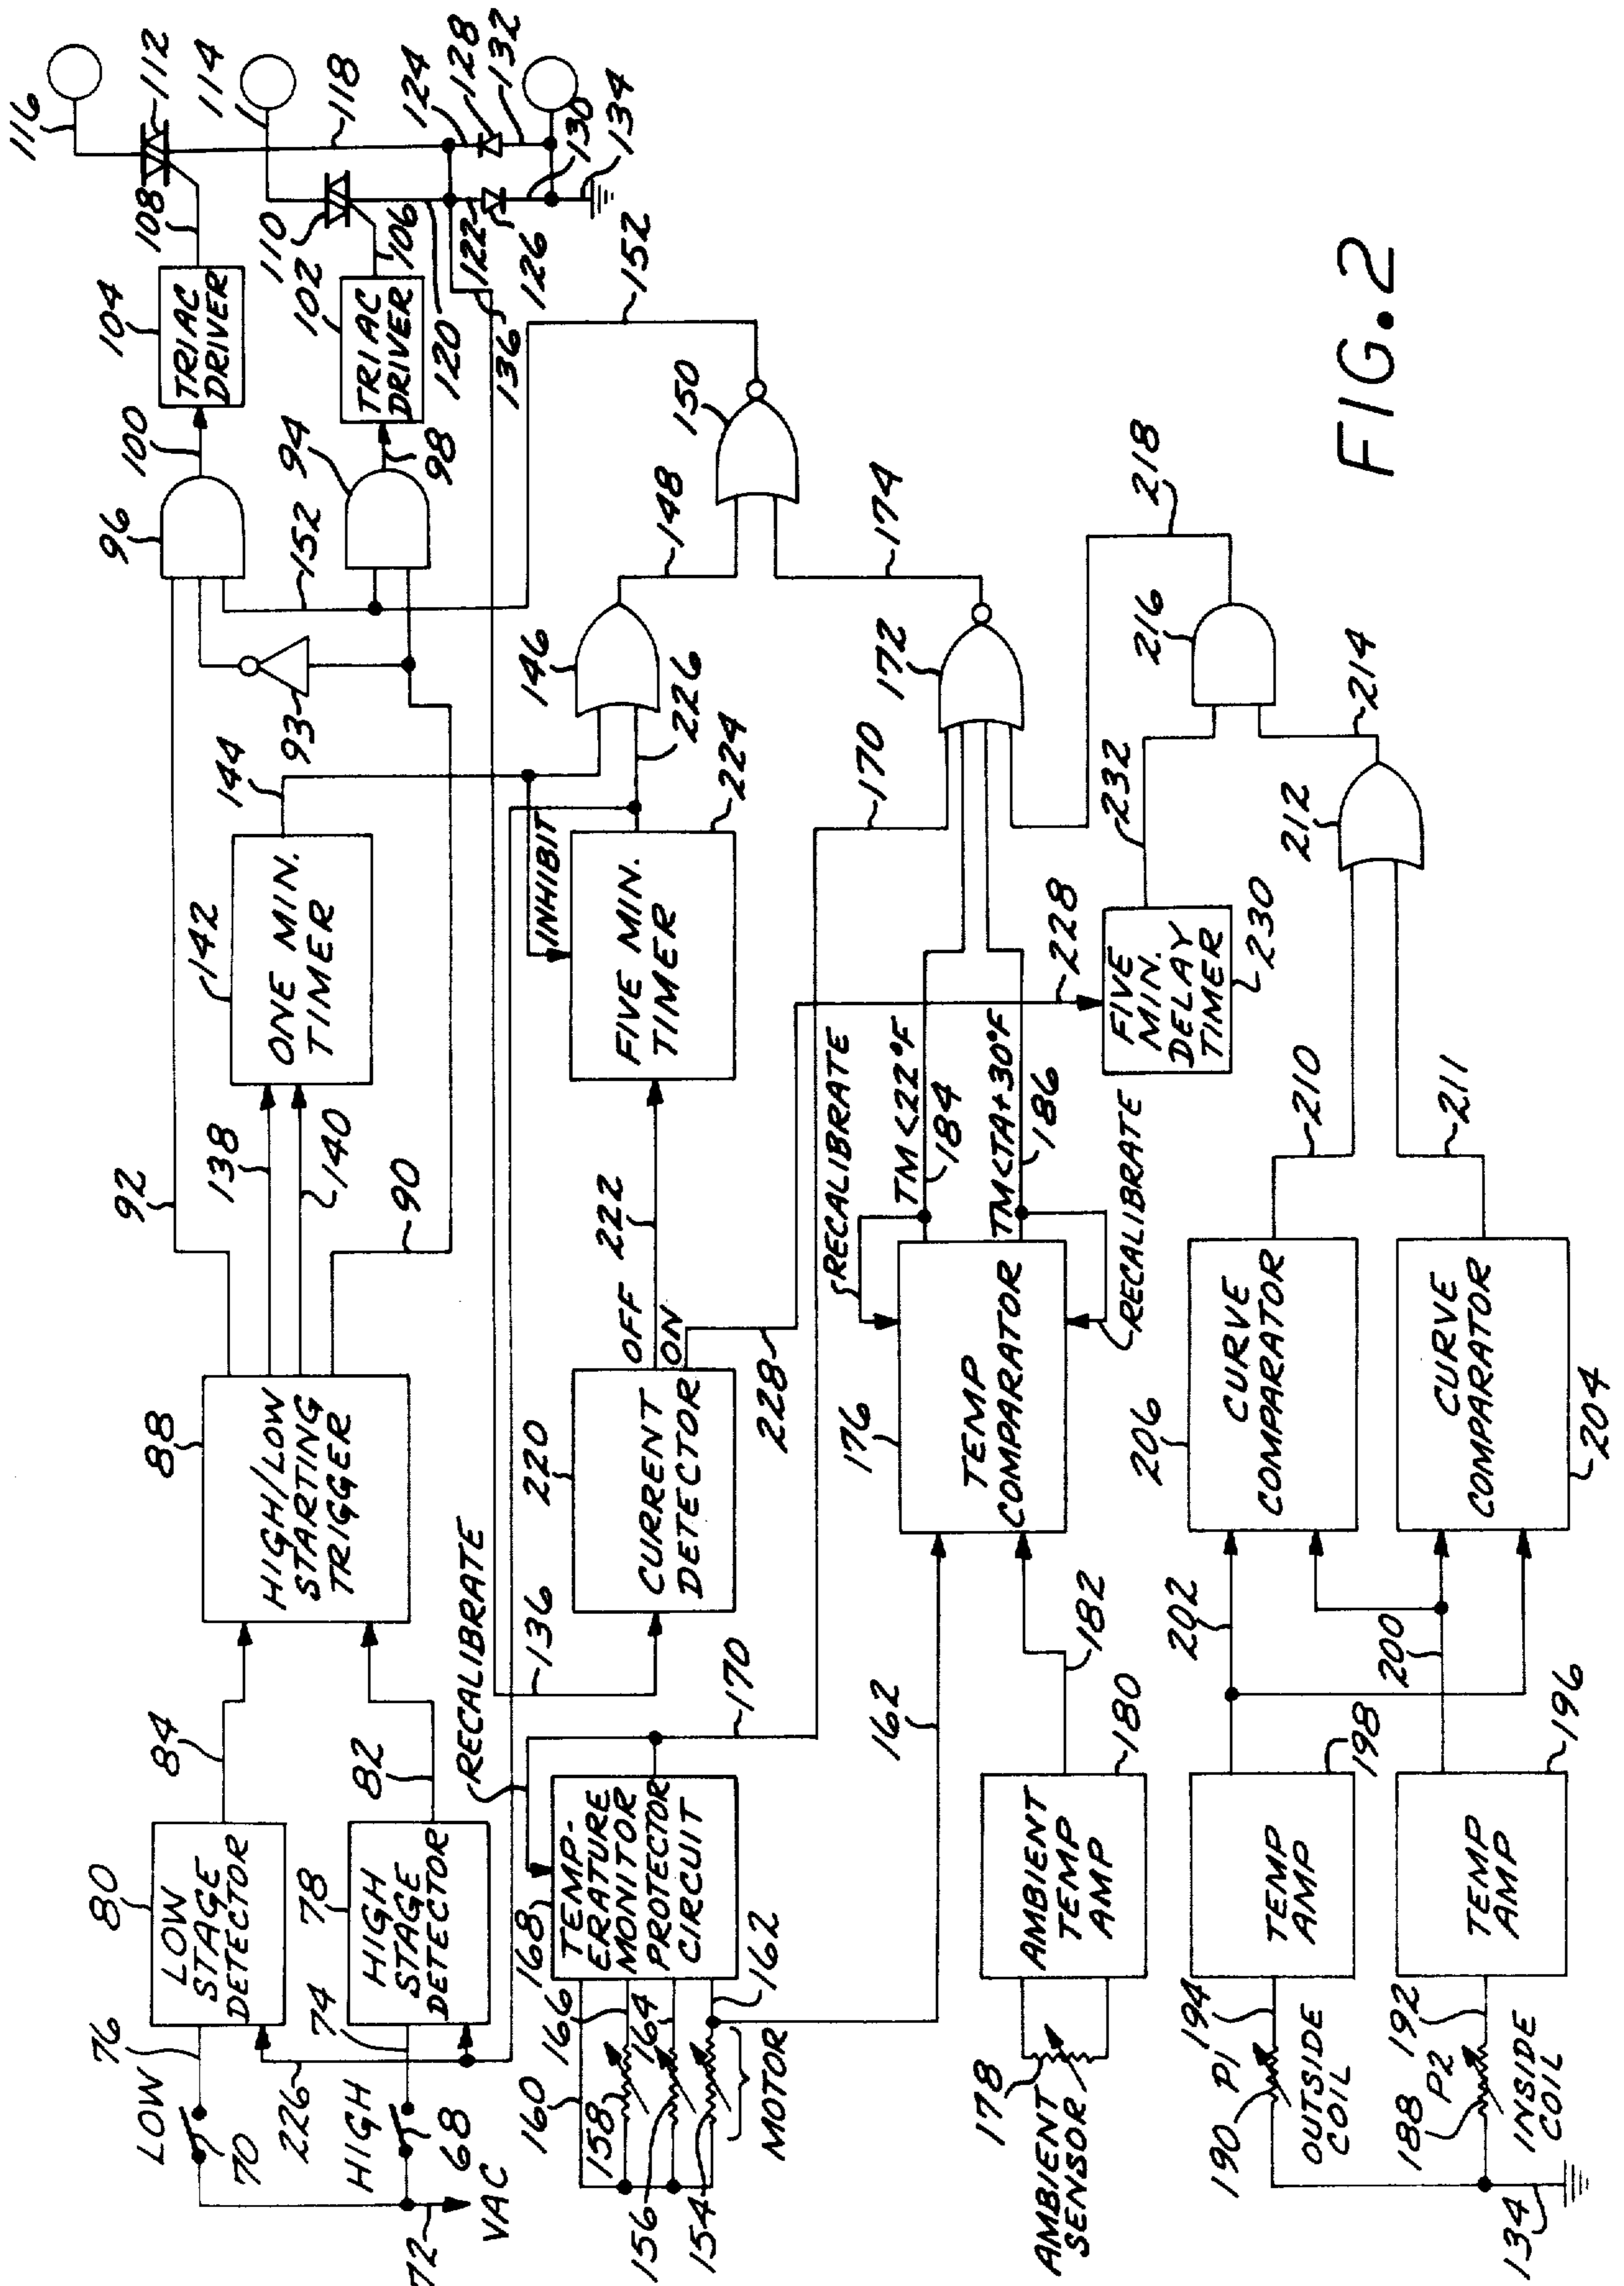 LOW
76
80
LOW
STAGE
DETECTOR
84
70
226
HIGH
74
78
HIGH
STAGE
DETECTOR
82
68
72
VAC
88
HIGH/LOW
STARTING
TRIGGER
92
138
140
90
142
ONE MIN.
TIMER
144
93
96
152
94
98
100
104
TRIAC
DRIVER
108
102
TRIAC
DRIVER
106
110
112
116
114
118
120
122
124
126
128
130
132
134
136
152
RECALIBRATE
136
220
CURRENT
DETECTOR
OFF
222
ON
228
INHIBIT
FIVE MIN.
TIMER
224
226
146
148
150
174
160
158
156
154
166
164
162
MOTOR
168
TEMP-
ERATURE
MONITOR
PROTECTOR
CIRCUIT
170
170
172
162
176
TEMP
COMPARATOR
RECALIBRATE
TM<22°F
184
TM<TA+30°F
186
RECALIBRATE
178
AMBIENT
SENSOR
AMBIENT
TEMP
AMP
180
182
228
FIVE
MIN.
DELAY
TIMER
230
232
216
218
214
212
190
P1
194
OUTSIDE
COIL
TEMP
AMP
198
202
206
CURVE
COMPARATOR
210
188
P2
192
INSIDE
COIL
134
TEMP
AMP
196
200
CURVE
COMPARATOR
204
211
FIG.2